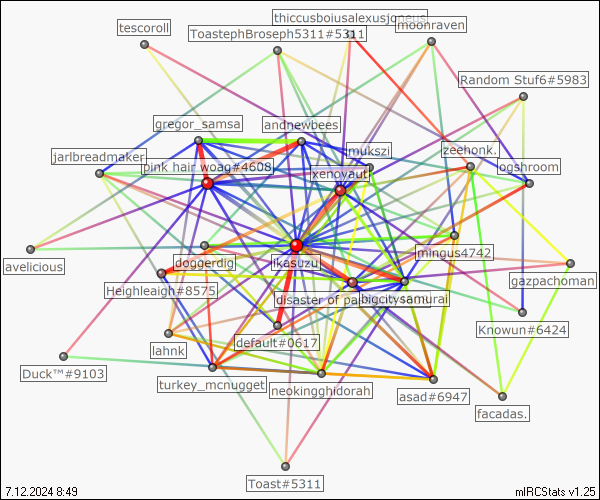 thiccusboiusalexusjoneus
tescoroll
moonraven
ToastephBroseph5311#5311
Random Stuf6#5983
gregor_samsa
andnewbees
mukszi
zeehonk.
jarlbreadmaker
pink hair woag#4608
xenovauti
ogshroom
mingus4742
avelicious
doggerdig
Ikasuzu
gazpachoman
Heighleaigh#8575
disaster of pa
bigcitysamurai
Knowun#6424
lahnk
default#0617
Duck™#9103
turkey_mcnugget
neokingghidorah
asad#6947
facadas.
Toast#5311
7.12.2024 8:49
mIRCStats v1.25